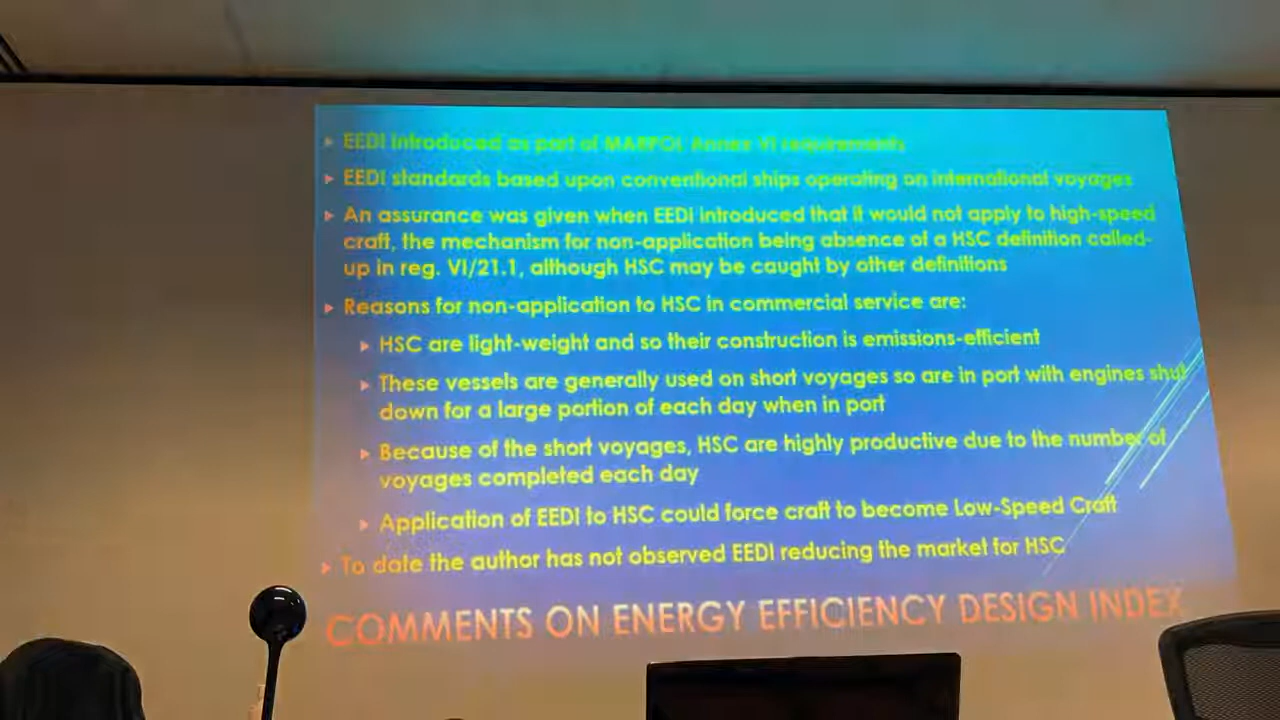 EEDI introduced as part of MARPOL Annex VI requirements
EEDI standards based upon conventional ships operating on international voyages
An assurance was given when EEDI introduced that it would not apply to high-speed
craft, the mechanism for non-application being absence of a HSC definition called-
up in reg. VI/21.1, although HSC may be caught by other definitions
Reasons for non-application to HSC in commercial service are:
HSC are light-weight and so their construction is emissions-efficient
These vessels are generally used on short voyages so are in port with engines shut
down for a large portion of each day when in port
Because of the short voyages, HSC are highly productive due to the number of
voyages completed each day
Application of EEDI to HSC could force craft to become Low-Speed Craft
To date the author has not observed EEDI reducing the market for HSC
COMMENTS ON ENERGY EFFICIENCY DESIGN INDEX